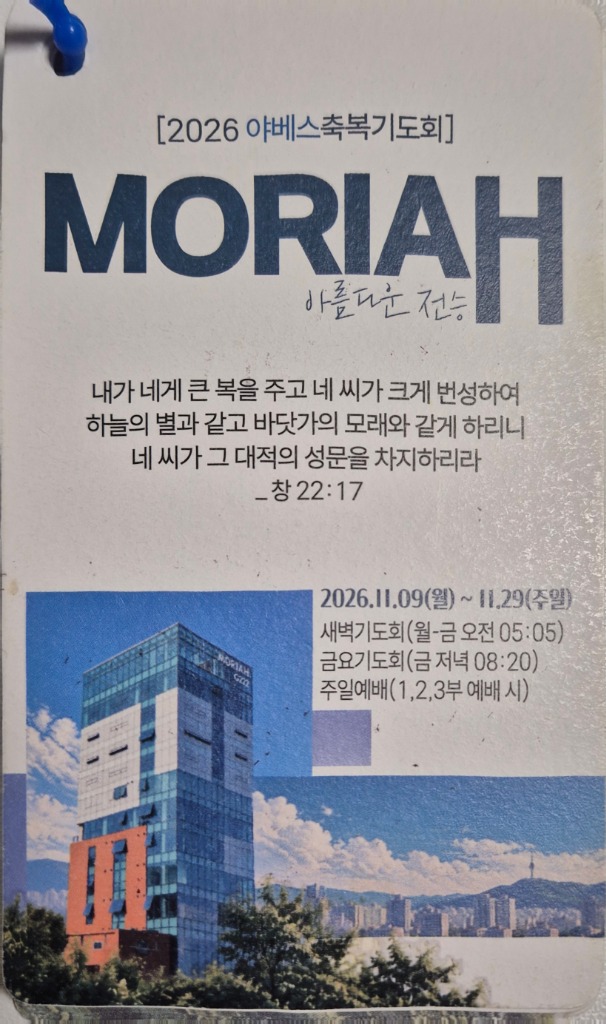 [2026 야베스축복기도회]
MORIAH
아름다운 전승
내가 네게 큰 복을 주고 네 씨가 크게 번성하여
하늘의 별과 같고 바닷가의 모래와 같게 하리니
네 씨가 그 대적의 성문을 차지하리라
_창 22:17
2026.11.09(월) ~ 11.29(주일)
새벽기도회(월-금 오전 05:05)
금요기도회(금 저녁 08:20)
주일예배(1,2,3부 예배 시)
MORIAH